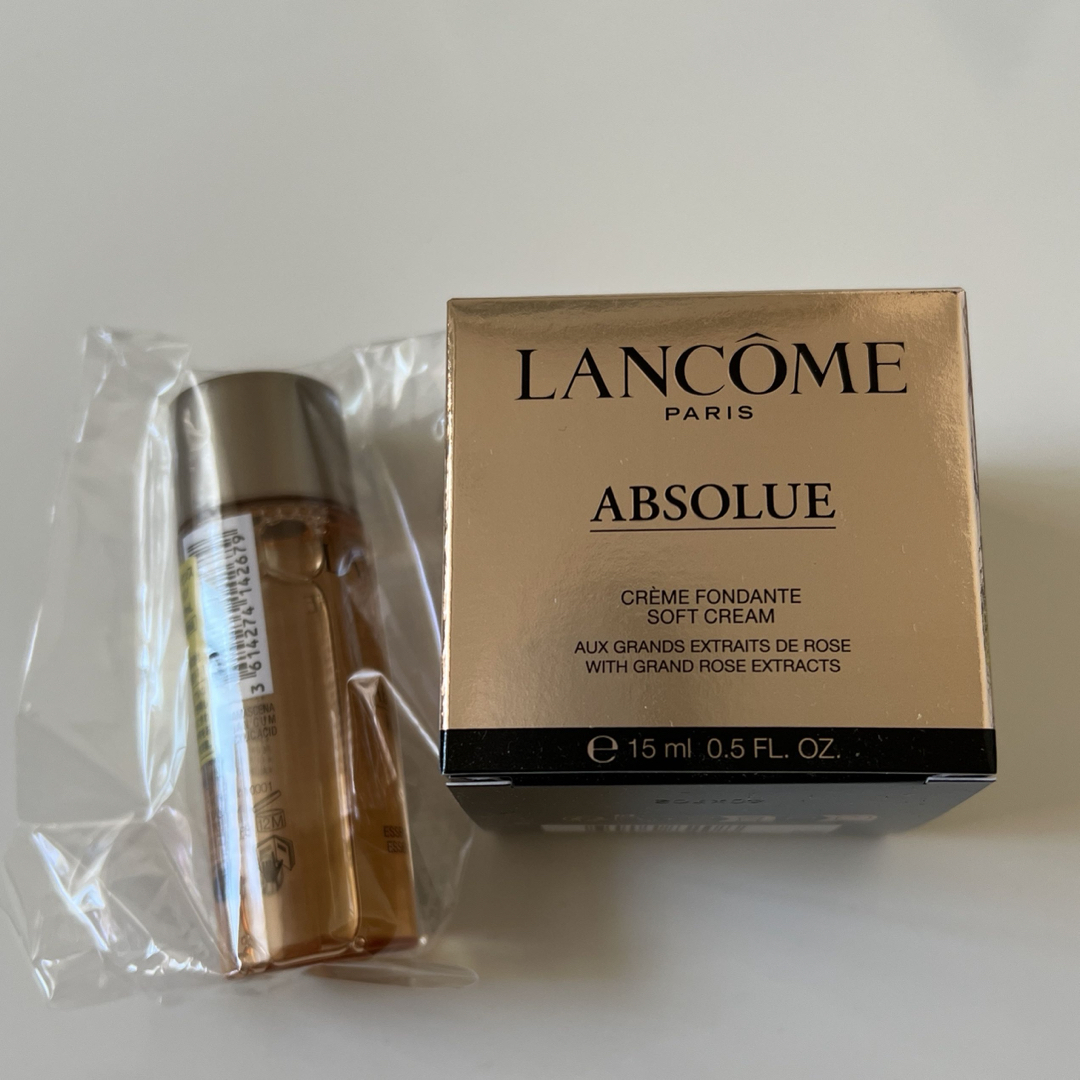 LANCÔME
PARIS
ABSOLUE
CRÈME FONDANTE
SOFT CREAM
AUX GRANDS EXTRAITS DE ROSE
WITH GRAND ROSE EXTRACTS
℮ 15 ml 0.5 FL. OZ.
3 614274 142679